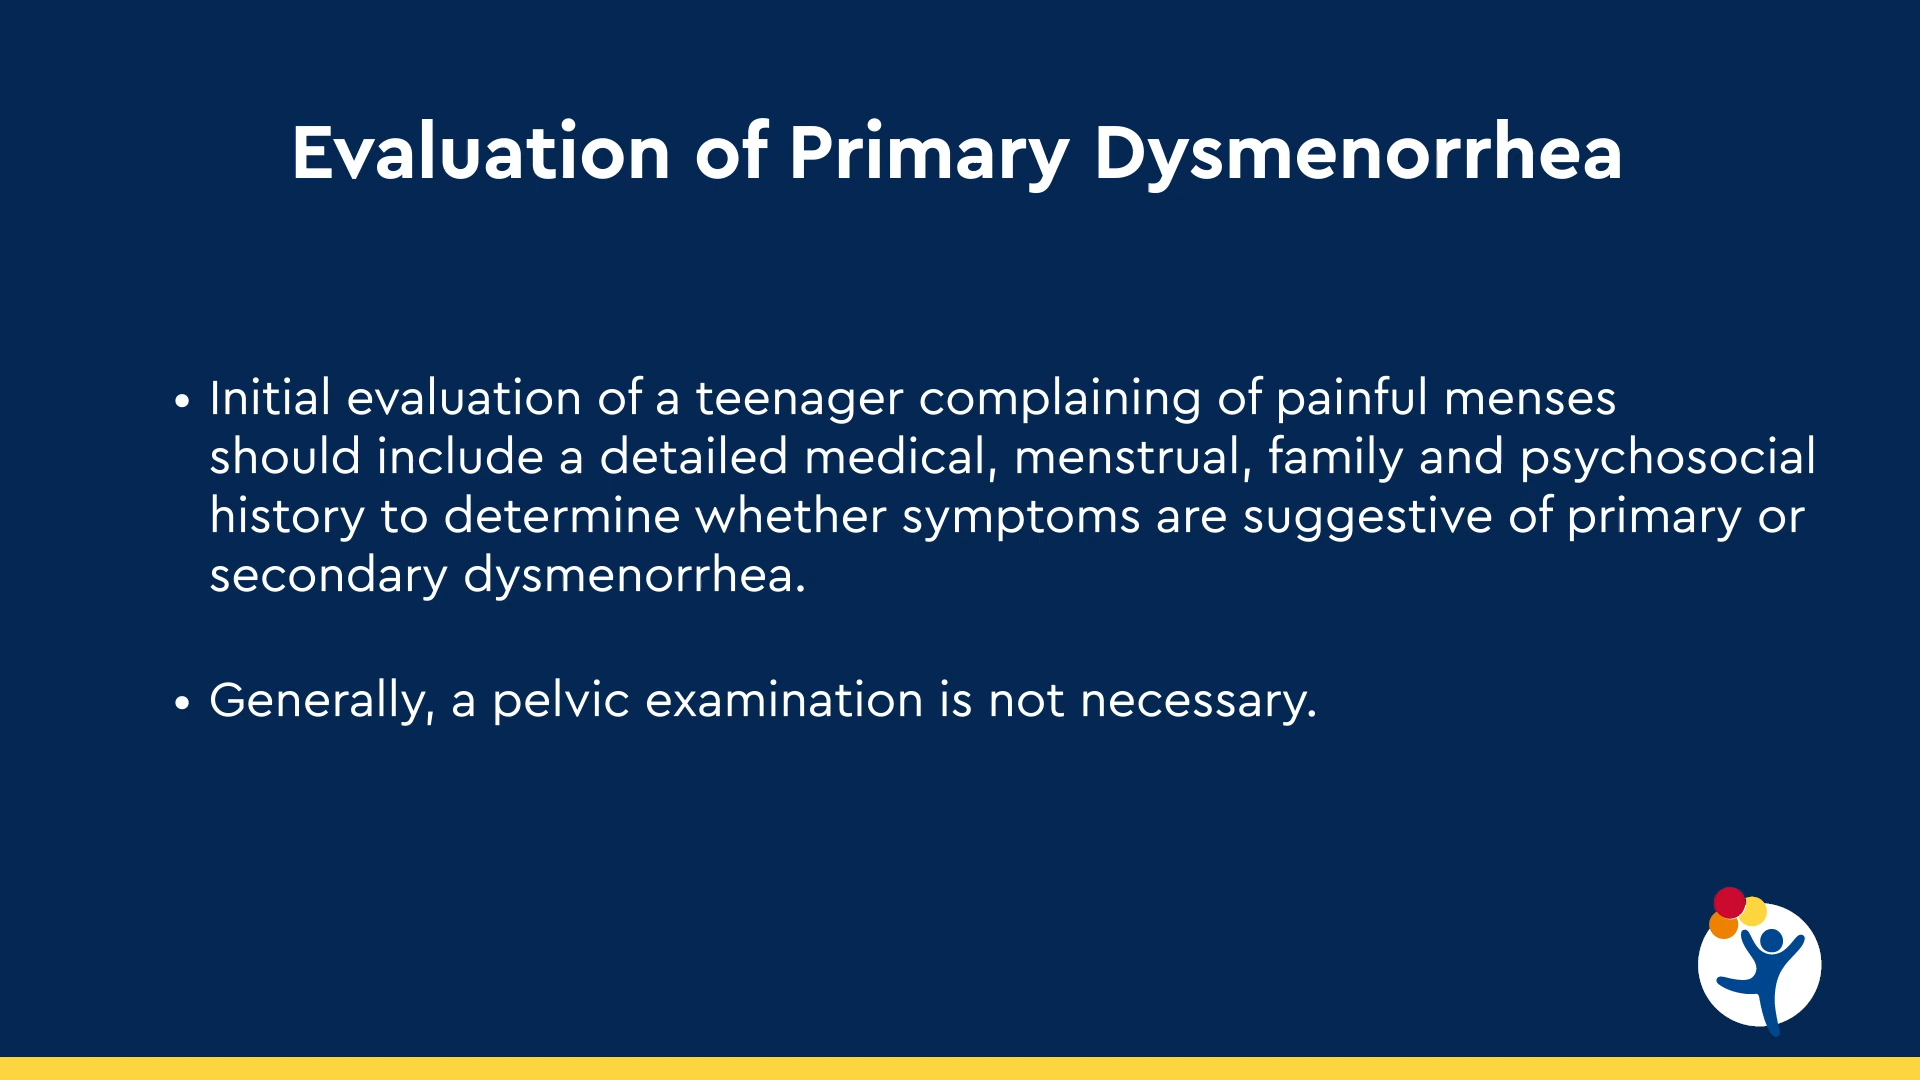 Evaluation of Primary Dysmenorrhea
• Initial evaluation of a teenager complaining of painful menses
should include a detailed medical, menstrual, family and psychosocial
history to determine whether symptoms are suggestive of primary or
secondary dysmenorrhea.
• Generally, a pelvic examination is not necessary.